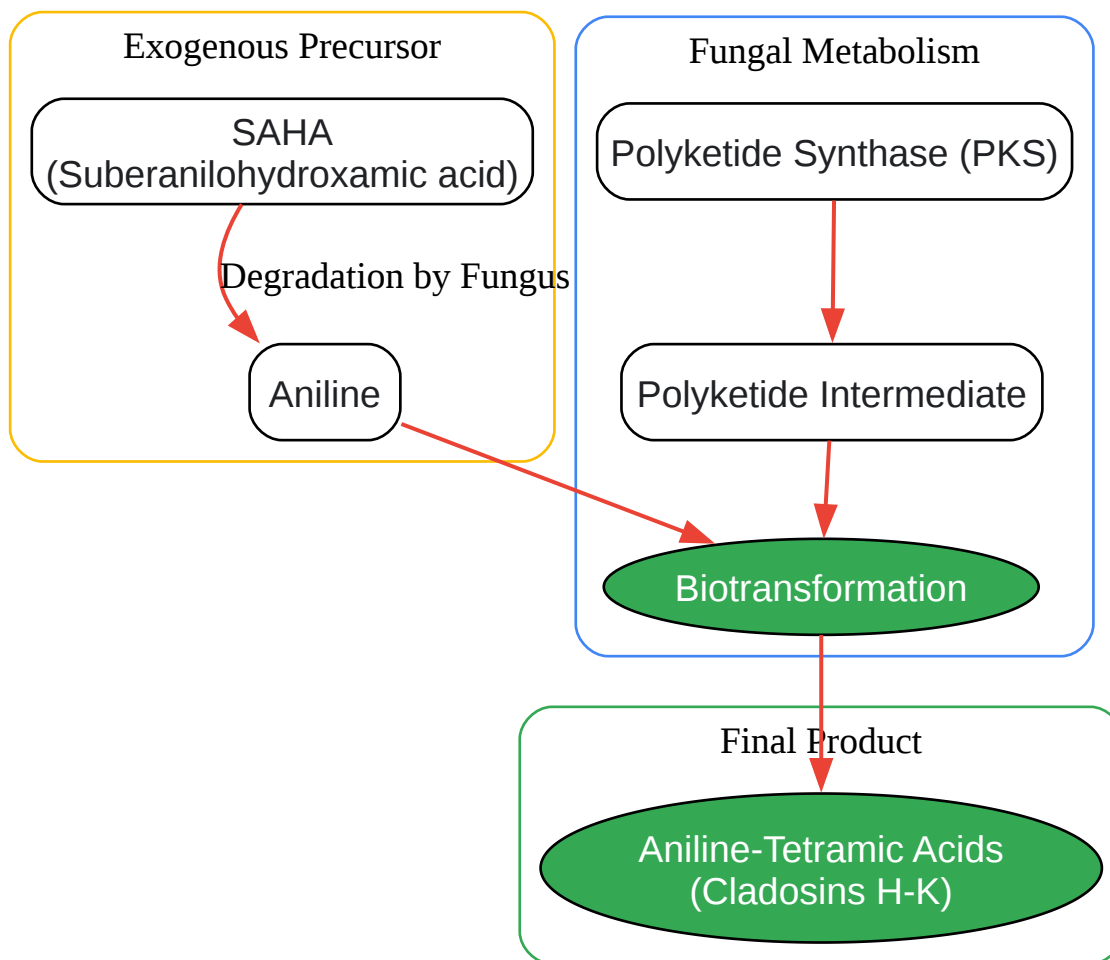 Exogenous Precursor
SAHA
(Suberanilohydroxamic acid)
Degradation by Fungus
Aniline
Fungal Metabolism
Polyketide Synthase (PKS)
Polyketide Intermediate
Biotransformation
Final Product
Aniline-Tetramic Acids
(Cladosins H-K)